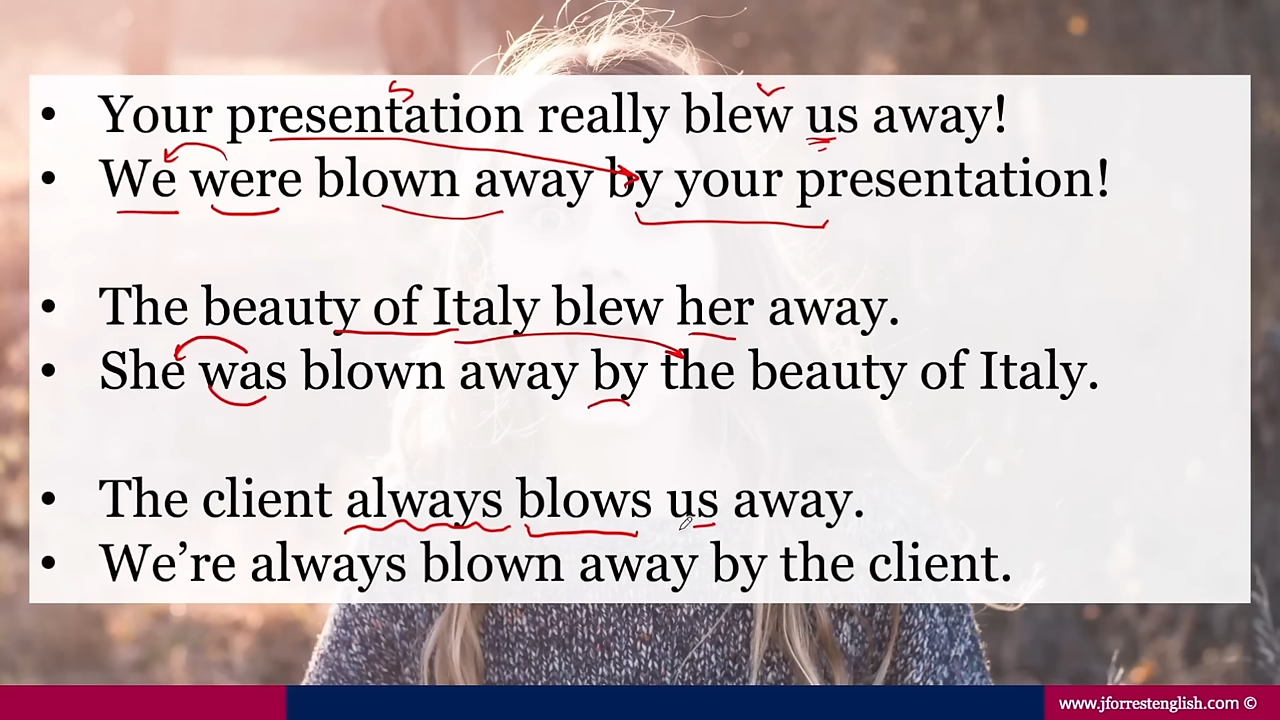 • Your presentation really blew us away!
• We were blown away by your presentation!
• The beauty of Italy blew her away.
• She was blown away by the beauty of Italy.
• The client always blows us away.
• We’re always blown away by the client.
www.jforrestenglish.com ©